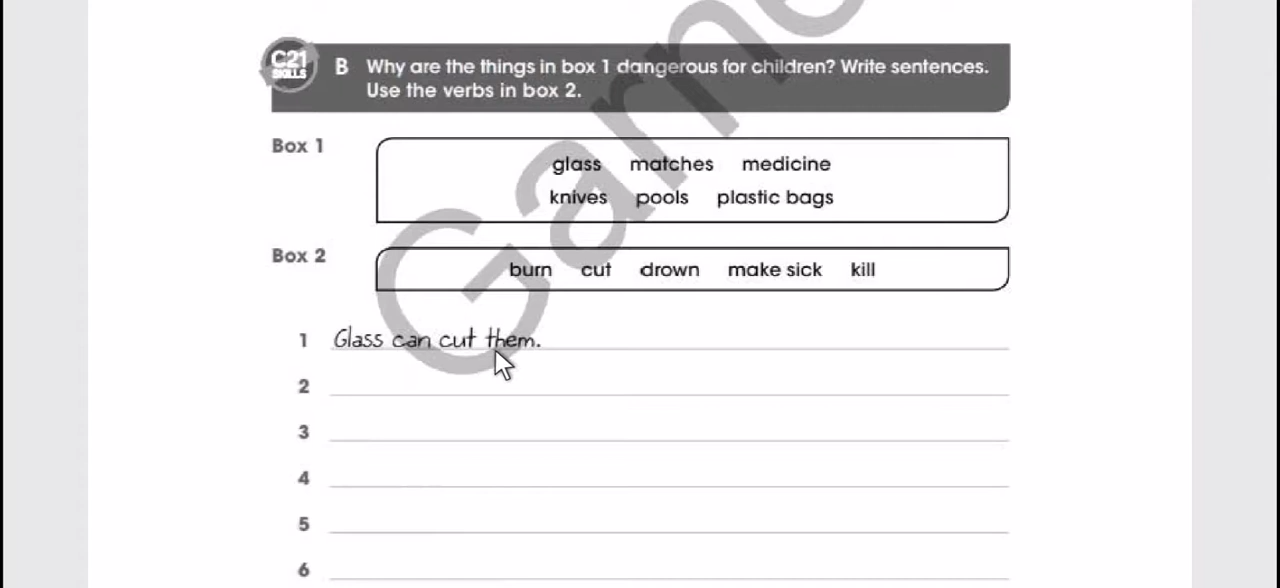 C21
SKILLS
B Why are the things in box 1 dangerous for children? Write sentences.
Use the verbs in box 2.
Box 1
glass matches medicine
knives pools plastic bags
Box 2
burn cut drown make sick kill
1 Glass can cut them.
2
3
4
5
6
Garne